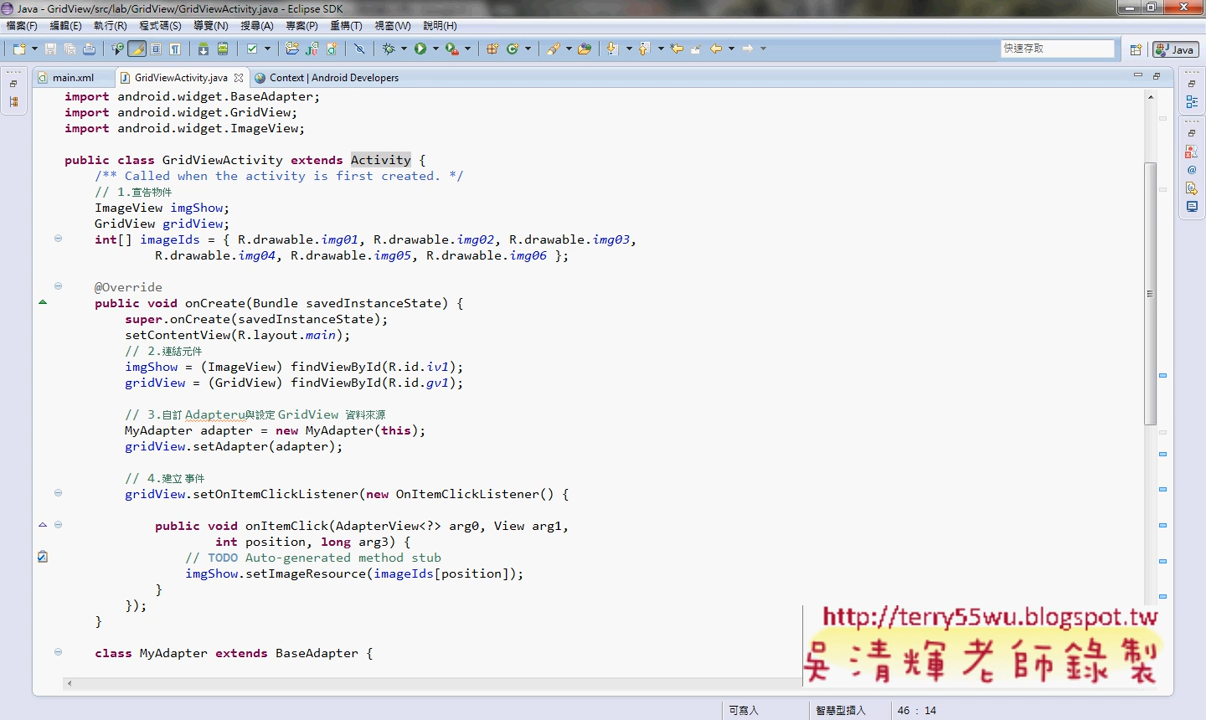 Java - GridView/src/lab/GridView/GridViewActivity.java - Eclipse SDK
檔案(F) 編輯(E) 執行(R) 程式碼(S) 導覽(N) 搜尋(A) 專案(P) 重構(T) 視窗(W) 說明(H)
快速存取 Java
main.xml GridViewActivity.java Context | Android Developers
import android.widget.BaseAdapter;
import android.widget.GridView;
import android.widget.ImageView;
public class GridViewActivity extends Activity {
/** Called when the activity is first created. */
// 1.宣告物件
ImageView imgShow;
GridView gridView;
int[] imageIds = { R.drawable.img01, R.drawable.img02, R.drawable.img03,
R.drawable.img04, R.drawable.img05, R.drawable.img06 };
@Override
public void onCreate(Bundle savedInstanceState) {
super.onCreate(savedInstanceState);
setContentView(R.layout.main);
// 2.連結元件
imgShow = (ImageView) findViewById(R.id.iv1);
gridView = (GridView) findViewById(R.id.gv1);
// 3.自訂 Adapteru與設定 GridView 資料來源
MyAdapter adapter = new MyAdapter(this);
gridView.setAdapter(adapter);
// 4.建立 事件
gridView.setOnItemClickListener(new OnItemClickListener() {
public void onItemClick(AdapterView<?> arg0, View arg1,
int position, long arg3) {
// TODO Auto-generated method stub
imgShow.setImageResource(imageIds[position]);
}
});
}
class MyAdapter extends BaseAdapter {
http://terry55wu.blogspot.tw
吳清輝老師錄製
可寫入 智慧型插入 46 : 14